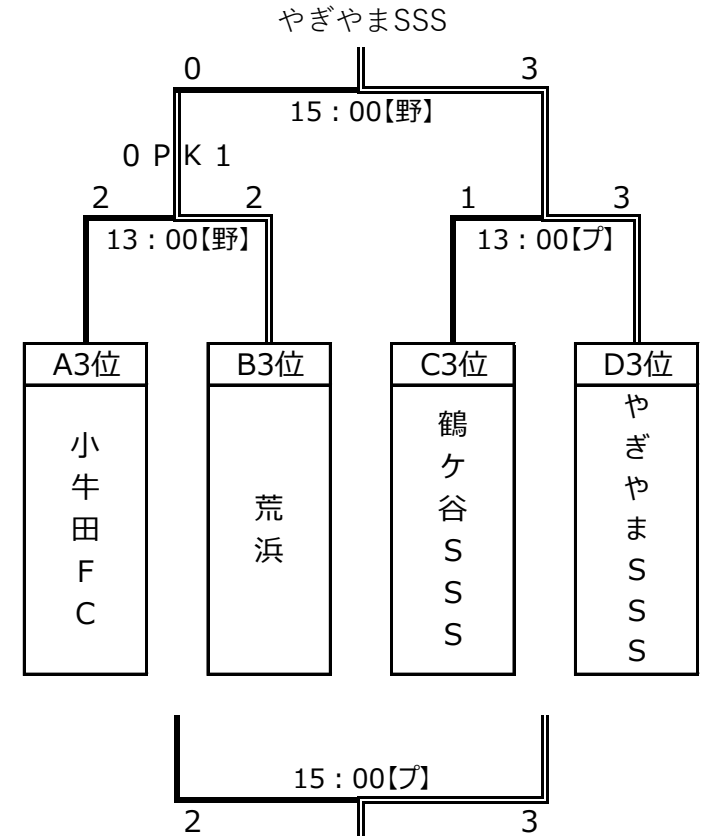 やぎやまSSS
0
3
15：00【野】
0 P K 1
2
2
1
3
13：00【野】
13：00【プ】
A3位
B3位
C3位
D3位
小牛田FC
荒浜
鶴ケ谷SSS
やぎやまSSS
15：00【プ】
2
3